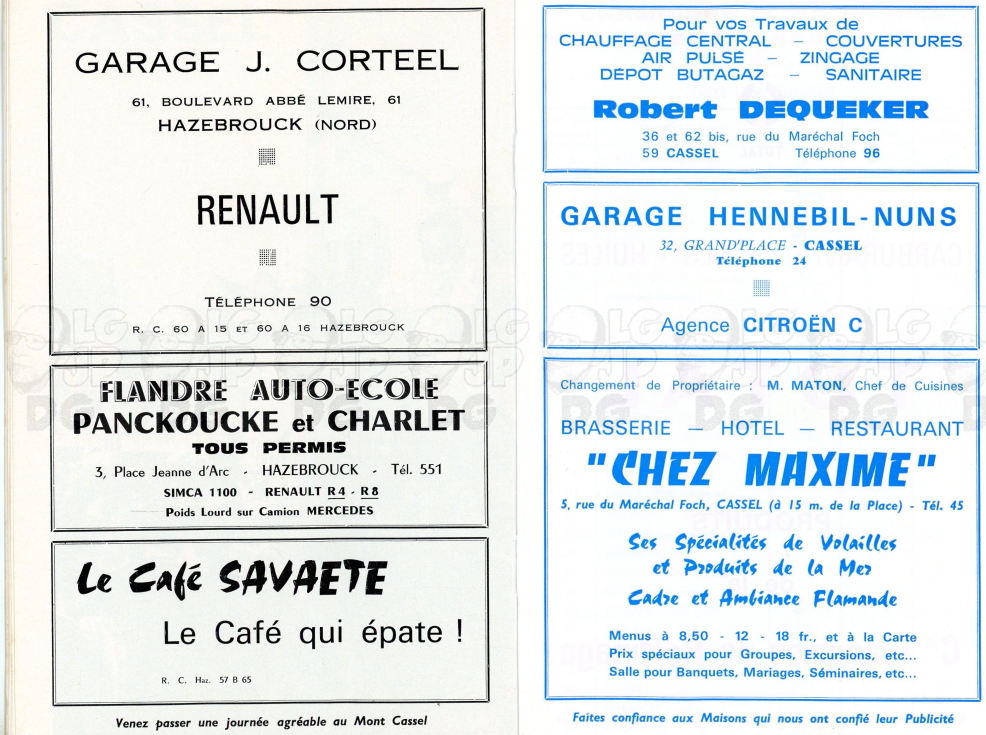 GARAGE J. CORTEEL
61, BOULEVARD ABBÉ LEMIRE, 61
HAZEBROUCK (NORD)
RENAULT
TÉLÉPHONE 90
R. C. 60 A 15 ET 60 A 16 HAZEBROUCK
FLANDRE AUTO-ECOLE
PANCKOUCKE et CHARLET
TOUS PERMIS
3, Place Jeanne d'Arc - HAZEBROUCK - Tél. 551
SIMCA 1100 - RENAULT R4 - R8
Poids Lourd sur Camion MERCEDES
Le Café SAVAETE
Le Café qui épate !
R. C. Haz. 57 B 65
Venez passer une journée agréable au Mont Cassel
Pour vos Travaux de
CHAUFFAGE CENTRAL – COUVERTURES
AIR PULSÉ – ZINGAGE
DÉPOT BUTAGAZ – SANITAIRE
Robert DEQUEKER
36 et 62 bis, rue du Maréchal Foch
59 CASSEL Téléphone 96
GARAGE HENNEBIL-NUNS
32, GRAND'PLACE - CASSEL
Téléphone 24
Agence CITROËN C
Changement de Propriétaire : M. MATON, Chef de Cuisines
BRASSERIE — HOTEL — RESTAURANT
"CHEZ MAXIME"
5, rue du Maréchal Foch, CASSEL (à 15 m. de la Place) - Tél. 45
Ses Spécialités de Volailles
et Produits de la Mer
Cadre et Ambiance Flamande
Menus à 8,50 - 12 - 18 fr., et à la Carte
Prix spéciaux pour Groupes, Excursions, etc...
Salle pour Banquets, Mariages, Séminaires, etc...
Faites confiance aux Maisons qui nous ont confié leur Publicité